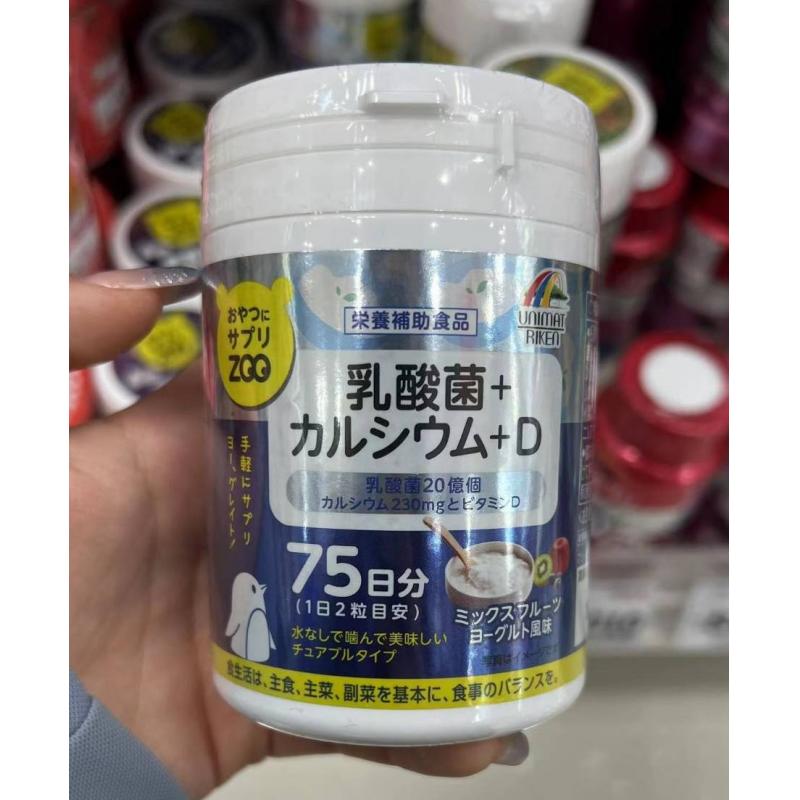 栄養補助食品
UNIMAT
RIKEN
おやつに
サプリ
ZOO
乳酸菌+
カルシウム+D
乳酸菌20億個
カルシウム230mgとビタミンD
手軽にサプリ
ヨー、グレイト!
75日分
(1日2粒目安)
水なしで噛んで美味しい
チュアブルタイプ
ミックスフルーツ
ヨーグルト風味
写真はイメージです
食生活は、主食、主菜、副菜を基本に、食事のバランスを。